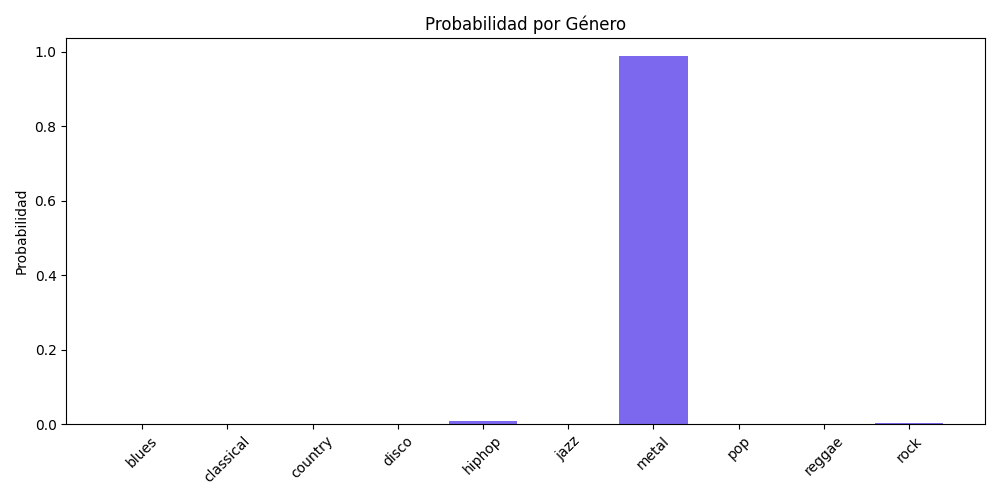 Probabilidad por Género
Probabilidad
1.0
0.8
0.6
0.4
0.2
0.0
blues
classical
country
disco
hiphop
jazz
metal
pop
reggae
rock